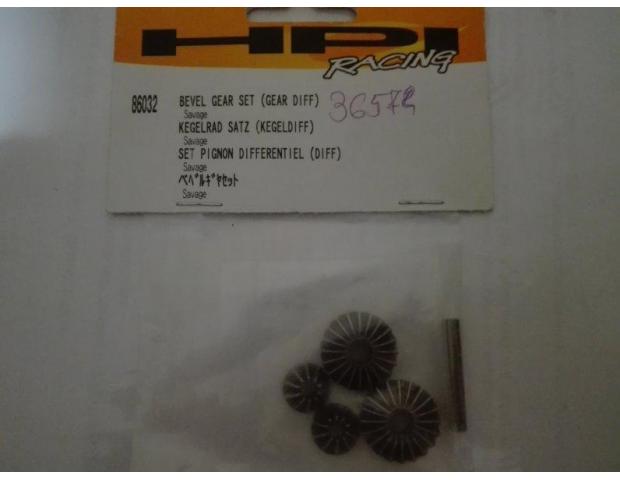 HPI
RACING
86032 BEVEL GEAR SET (GEAR DIFF) 36572
Savage
KEGELRAD SATZ (KEGELDIFF)
Savage
SET PIGNON DIFFERENTIEL (DIFF)
Savage
ベベルギヤセット
Savage